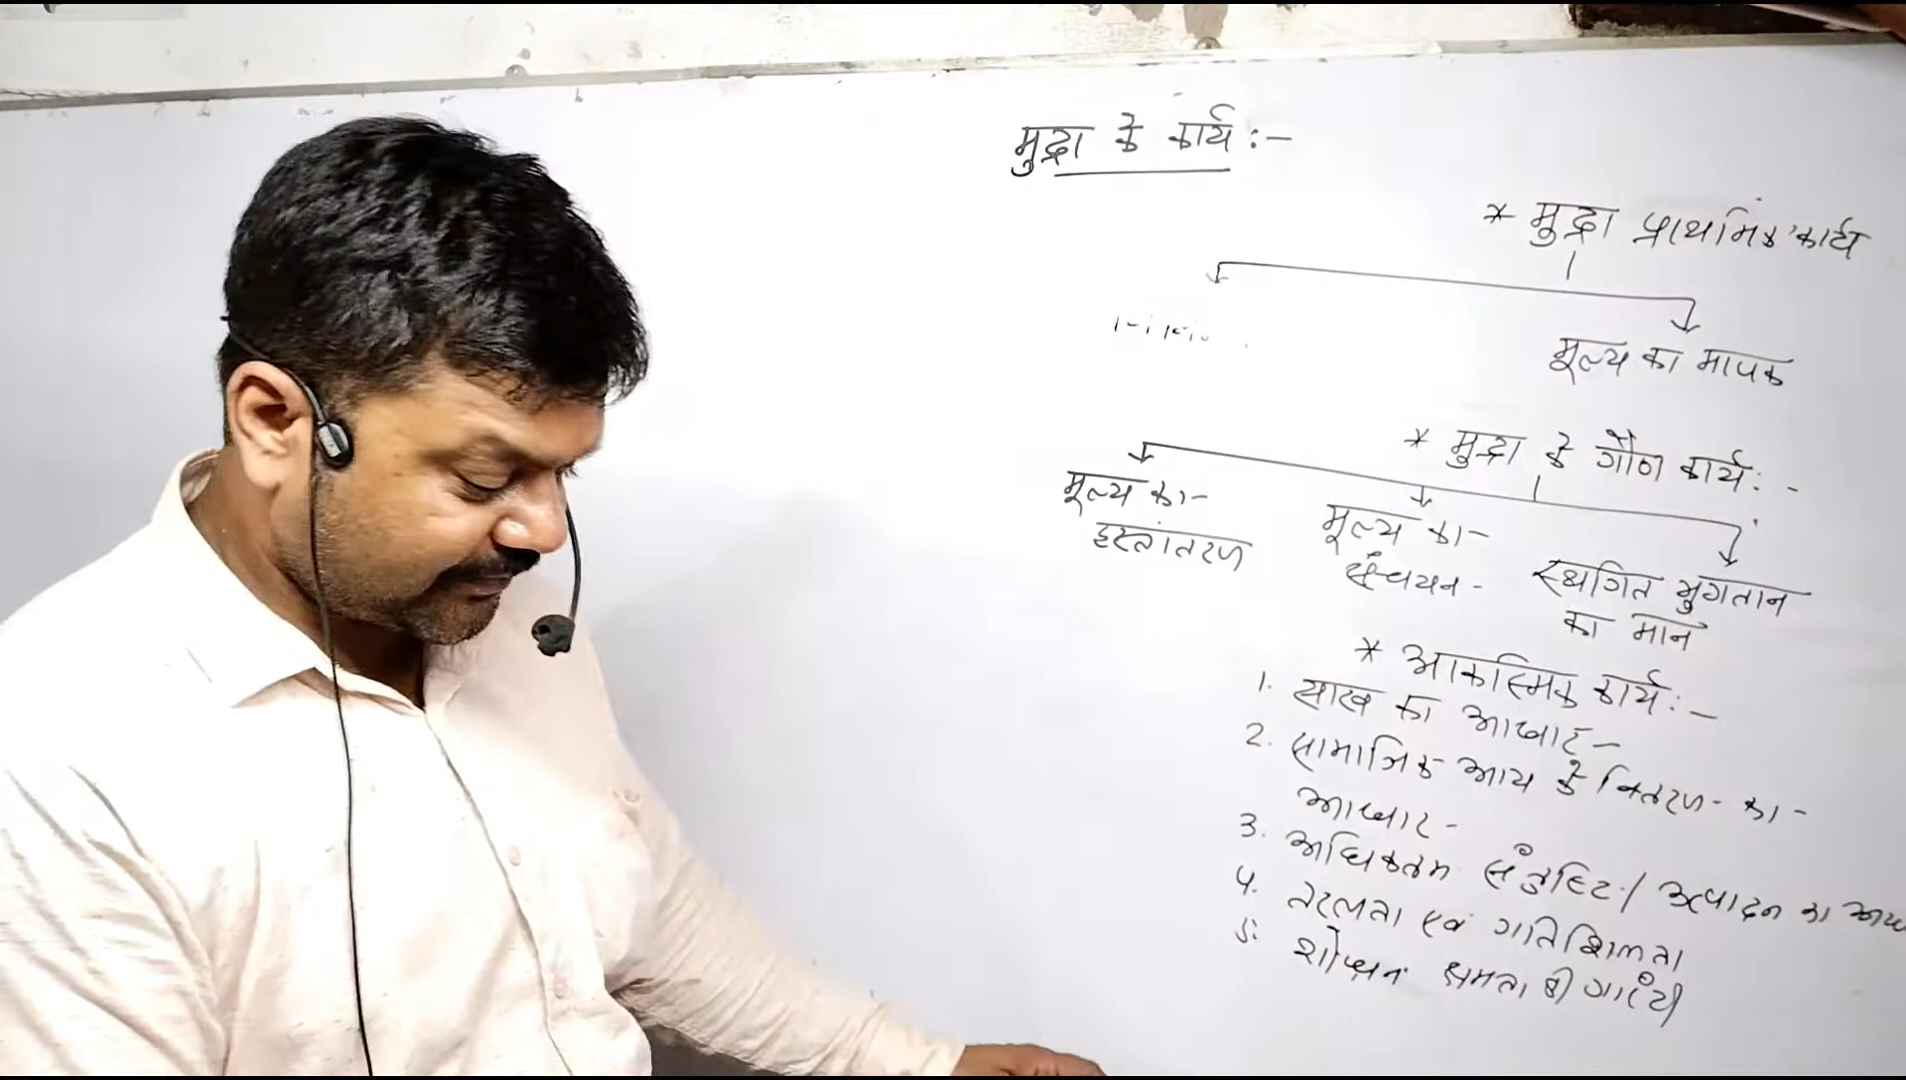 मुद्रा के कार्य :-
* मुद्रा प्राथमिक कार्य
मूल्य का मापक
* मुद्रा के गौण कार्य : -
मूल्य का -
हस्तांतरण
मूल्य का -
संचयन -
स्थगित भुगतान
का मान
* आकस्मिक कार्य : -
1. साख का आधार -
2. सामाजिक आय के वितरण - का -
आधार -
3. अधिकतम संतुष्टि / उत्पादन का
4. तरलता एवं गतिशिलता
5. शोधन क्षमता की गारंटी